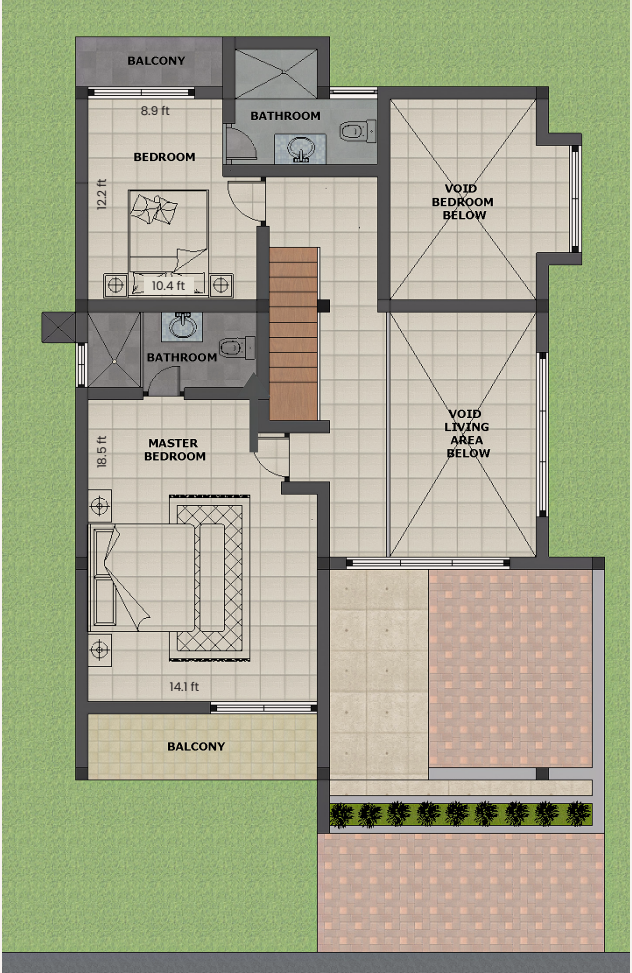 BALCONY
8.9 ft
BATHROOM
BEDROOM
12.2 ft
VOID
BEDROOM
BELOW
10.4 ft
BATHROOM
VOID
LIVING
AREA
BELOW
MASTER
BEDROOM
18.5 ft
14.1 ft
BALCONY